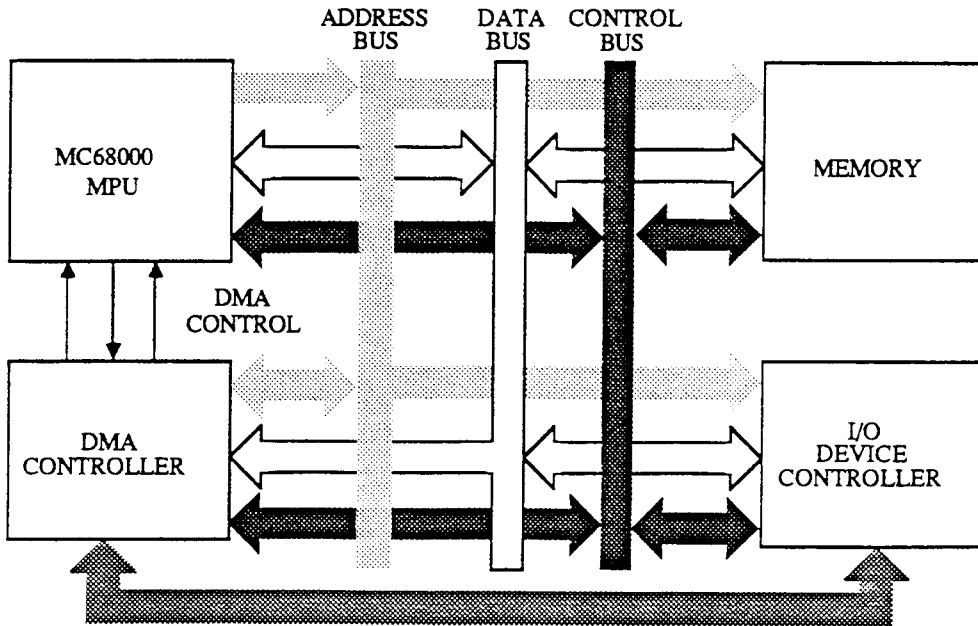 ADDRESS
BUS
DATA
BUS
CONTROL
BUS
MC68000
MPU
MEMORY
DMA
CONTROL
DMA
CONTROLLER
I/O
DEVICE
CONTROLLER